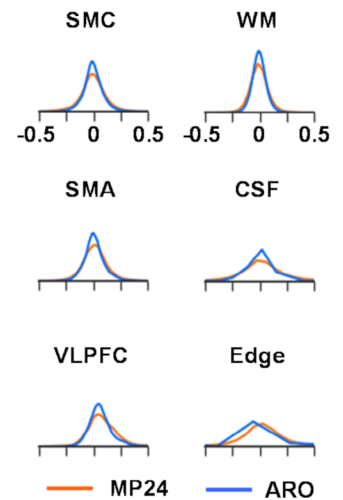 SMC WM
-0.5 0 0.5 -0.5 0 0.5
SMA CSF
VLPFC Edge
MP24 ARO